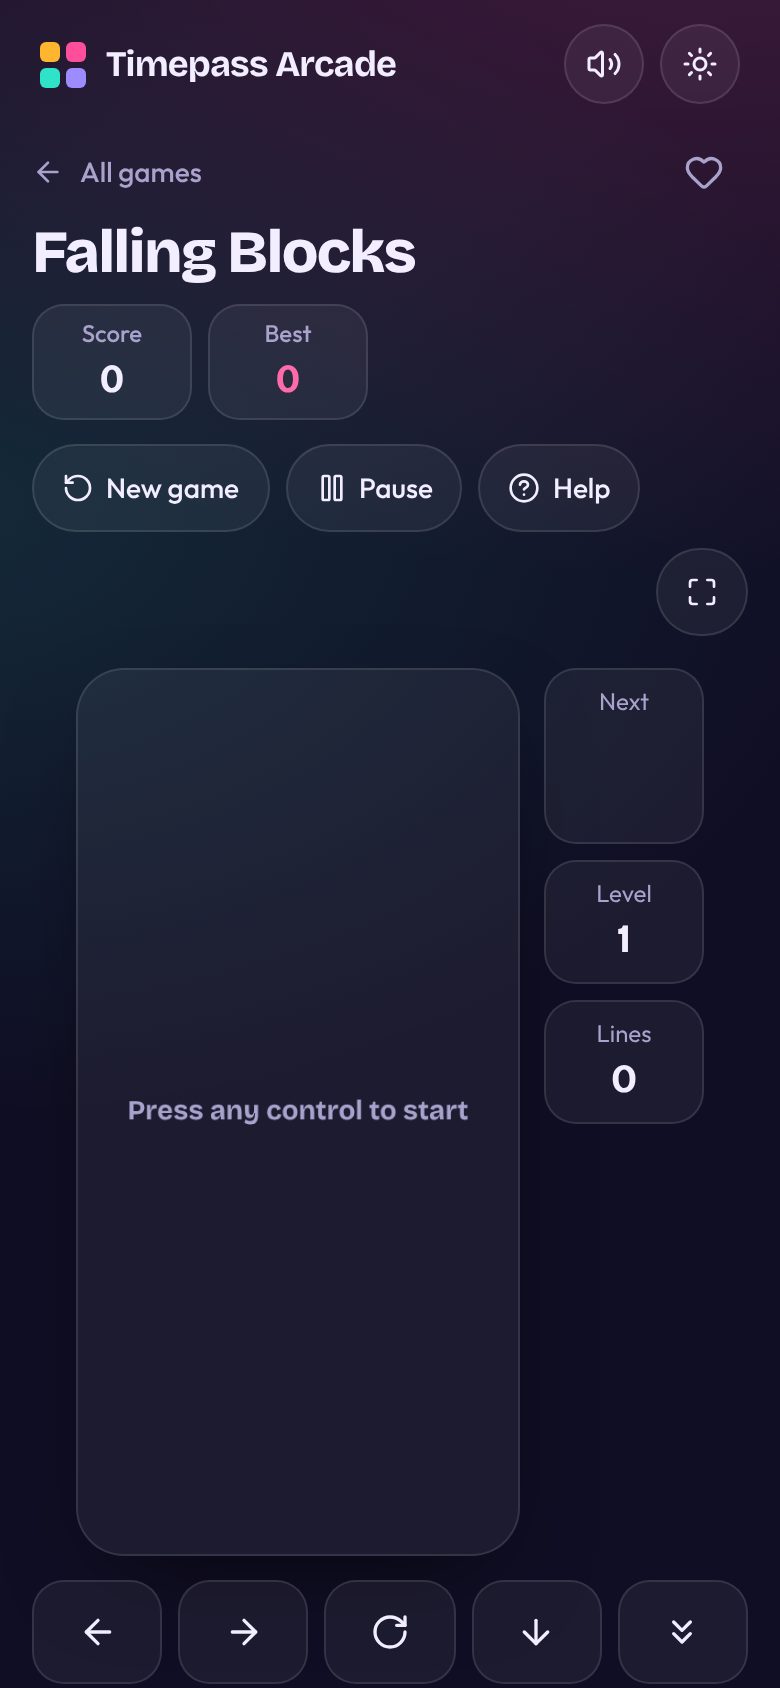 Timepass Arcade
All games
Falling Blocks
Score
0
Best
0
New game
Pause
Help
Next
Level
1
Lines
0
Press any control to start